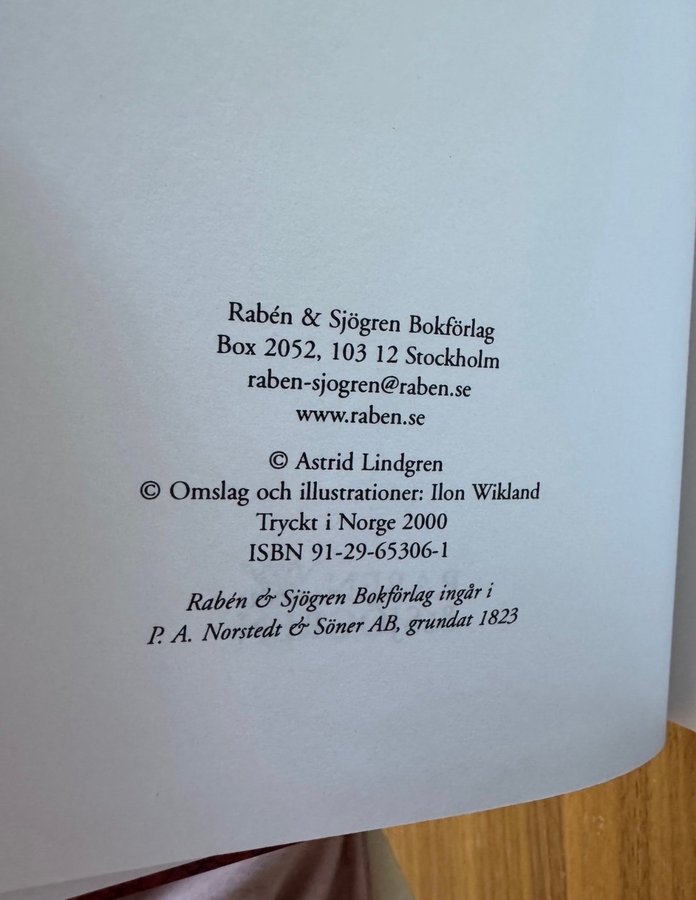 Rabén & Sjögren Bokförlag
Box 2052, 103 12 Stockholm
raben-sjogren@raben.se
www.raben.se
© Astrid Lindgren
© Omslag och illustrationer: Ilon Wikland
Tryckt i Norge 2000
ISBN 91-29-65306-1
Rabén & Sjögren Bokförlag ingår i
P. A. Norstedt & Söner AB, grundat 1823